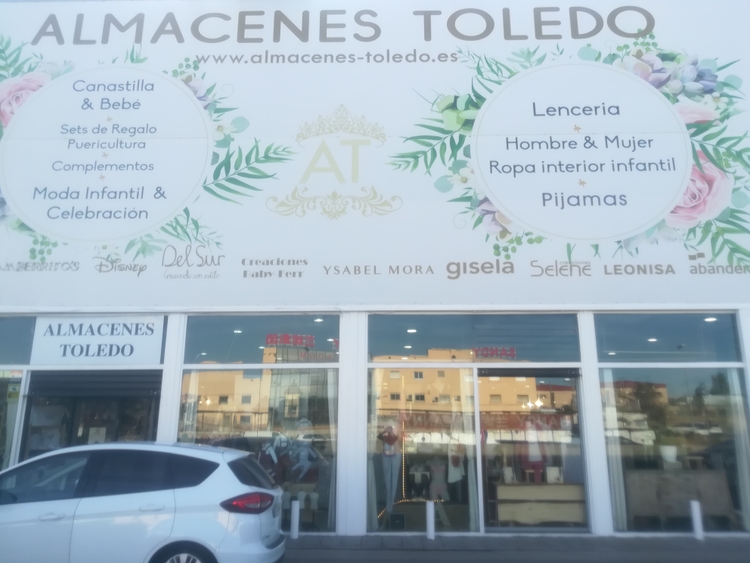 ALMACENES TOLEDO
www.almacenes-toledo.es
Canastilla
& Bebé
Sets de Regalo
Puericultura
Complementos
Moda Infantil &
Celebración
AT
Lenceria
Hombre & Mujer
Ropa interior infantil
Pijamas
Disney
Del Sur
Creaciones
Baby-Ferr
YSABEL MORA
gisela
Selene
LEONISA
abander
ALMACENES
TOLEDO